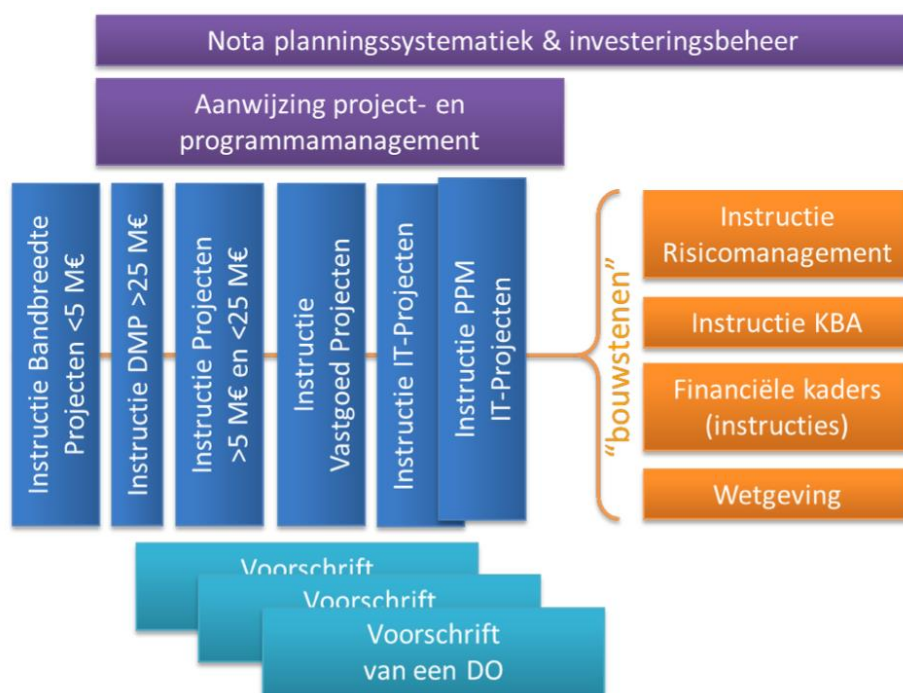 Nota planningssystematiek & investeringsbeheer
Aanwijzing project- en
programmamanagement
Instructie Bandbreedte
Projecten <5 M€
Instructie DMP >25 M€
Instructie Projecten
>5 M€ en <25 M€
Instructie
Vastgoed Projecten
Instructie IT-Projecten
Instructie PPM
IT-Projecten
“bouwstenen”
Instructie
Risicomanagement
Instructie KBA
Financiële kaders
(instructies)
Wetgeving
Voorschrift
Voorschrift
Voorschrift
van een DO